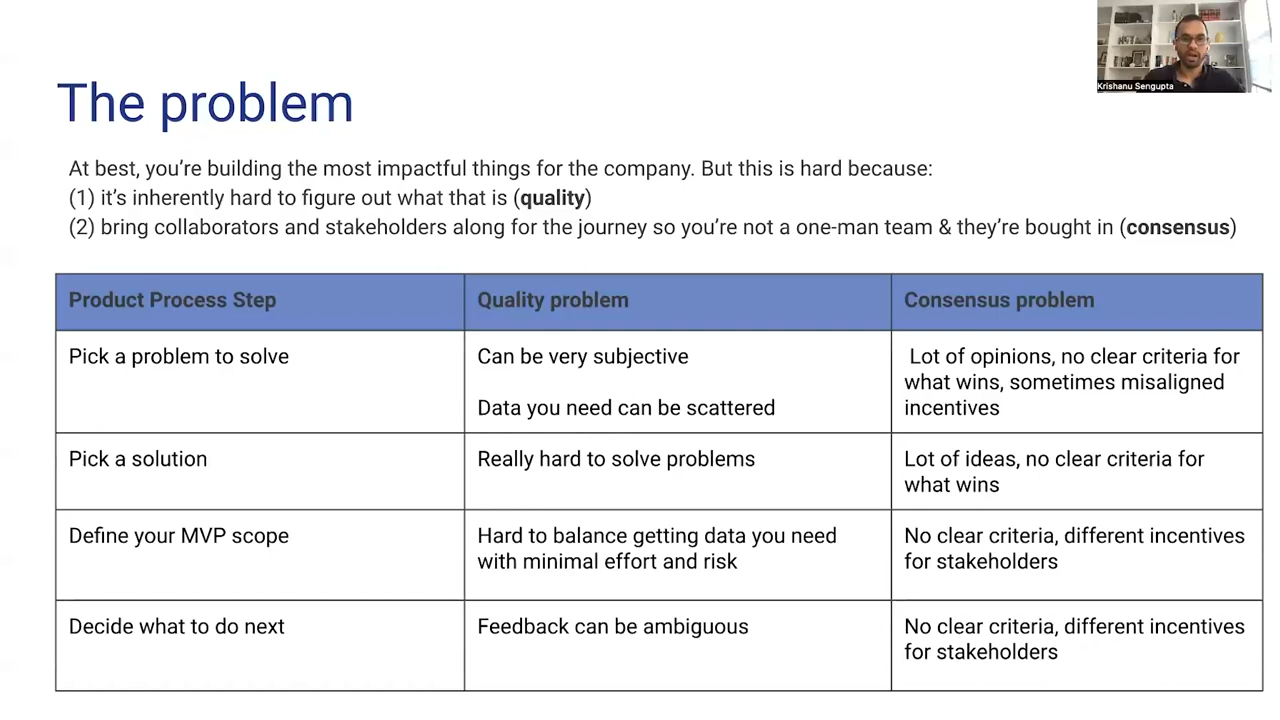 Krishanu Sengupta
The problem
At best, you’re building the most impactful things for the company. But this is hard because:
(1) it’s inherently hard to figure out what that is (quality)
(2) bring collaborators and stakeholders along for the journey so you’re not a one-man team & they’re bought in (consensus)
Product Process Step
Quality problem
Consensus problem
Pick a problem to solve
Can be very subjective
Data you need can be scattered
Lot of opinions, no clear criteria for
what wins, sometimes misaligned
incentives
Pick a solution
Really hard to solve problems
Lot of ideas, no clear criteria for
what wins
Define your MVP scope
Hard to balance getting data you need
with minimal effort and risk
No clear criteria, different incentives
for stakeholders
Decide what to do next
Feedback can be ambiguous
No clear criteria, different incentives
for stakeholders